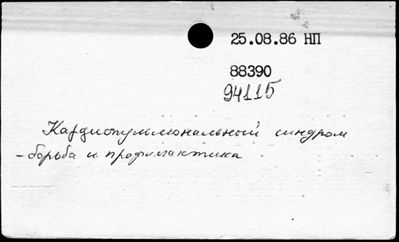 25.08.86 НП
88390
94115
Кардиопульмональный синдром
- борьба и профилактика